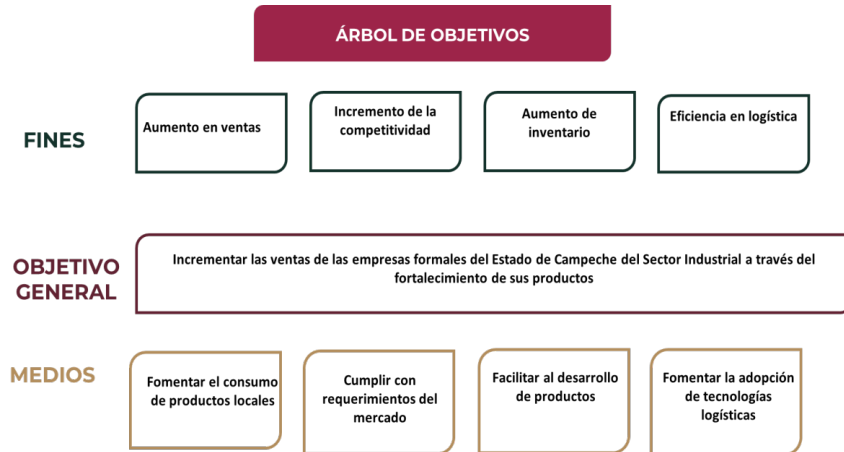 ÁRBOL DE OBJETIVOS
FINES
Aumento en ventas
Incremento de la
competitividad
Aumento de
inventario
Eficiencia en logística
OBJETIVO
GENERAL
Incrementar las ventas de las empresas formales del Estado de Campeche del Sector Industrial a través del
fortalecimiento de sus productos
MEDIOS
Fomentar el consumo
de productos locales
Cumplir con
requerimientos del
mercado
Facilitar al desarrollo
de productos
Fomentar la adopción
de tecnologías
logísticas